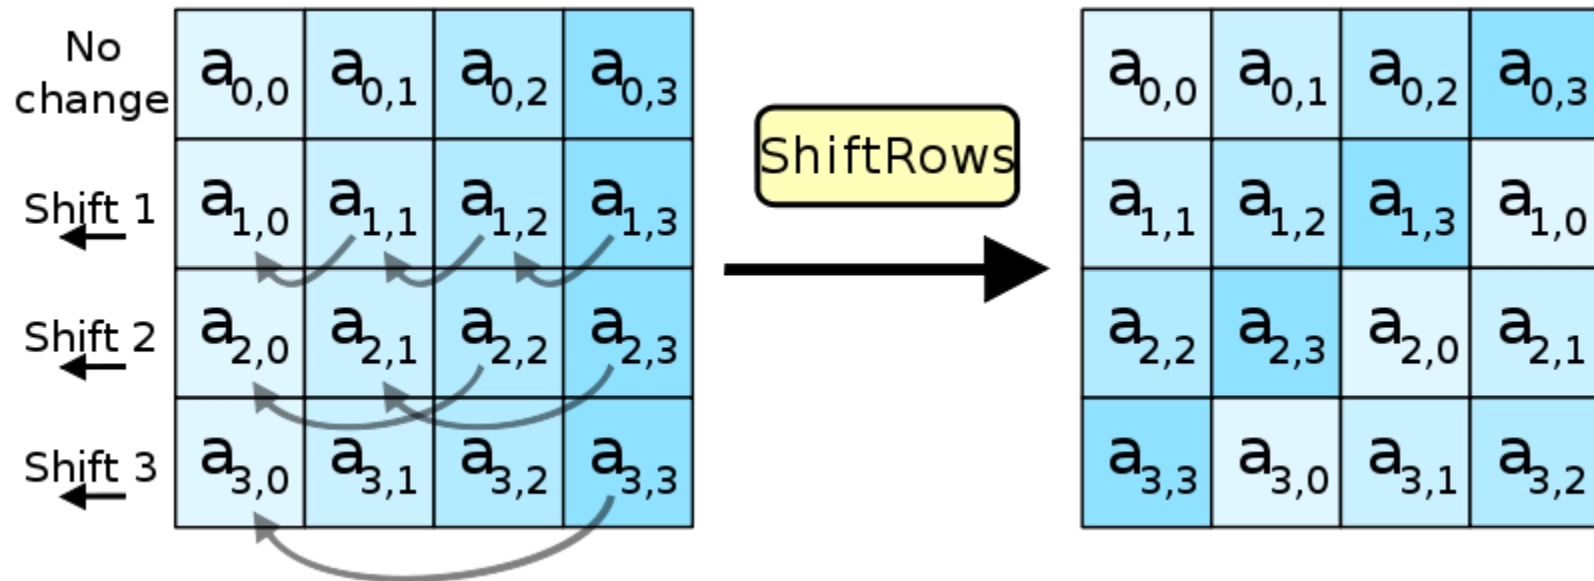 No
change
a0,0 a0,1 a0,2 a0,3
a0,0 a0,1 a0,2 a0,3
ShiftRows
Shift 1
a1,0 a1,1 a1,2 a1,3
a1,1 a1,2 a1,3 a1,0
Shift 2
a2,0 a2,1 a2,2 a2,3
a2,2 a2,3 a2,0 a2,1
Shift 3
a3,0 a3,1 a3,2 a3,3
a3,3 a3,0 a3,1 a3,2